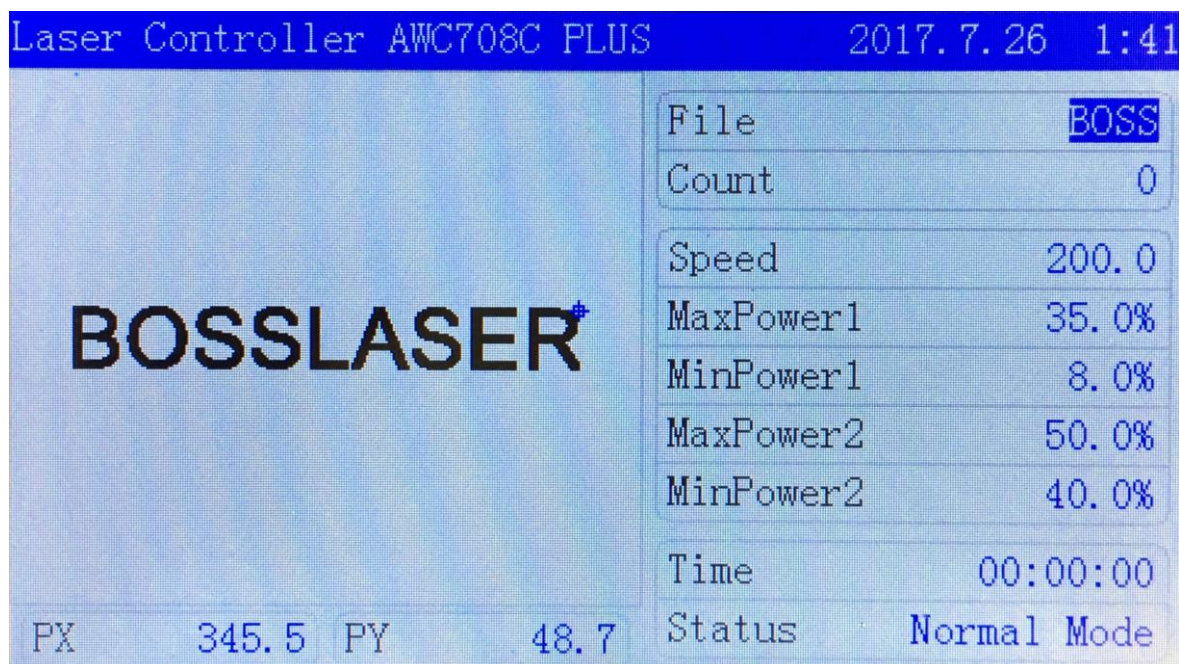 Laser Controller AWC708C PLUS 2017.7.26 1:41
File BOSS
Count 0
Speed 200.0
MaxPower1 35.0%
MinPower1 8.0%
MaxPower2 50.0%
MinPower2 40.0%
Time 00:00:00
Status Normal Mode
BOSSLASER
PX 345.5 PY 48.7